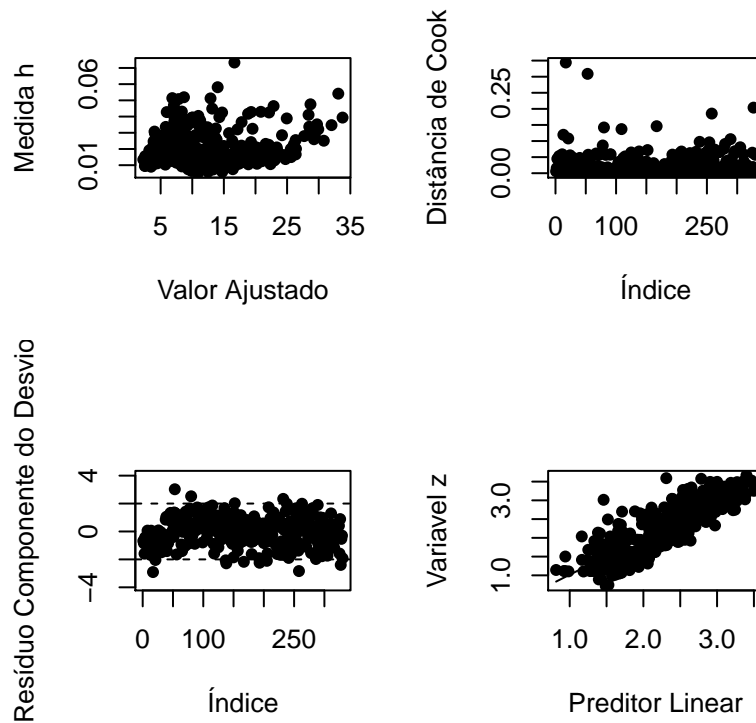 Medida h
0.01 0.06
5 15 25 35
Valor Ajustado
Distância de Cook
0.00 0.25
0 100 250
Índice
Resíduo Componente do Desvio
−4 0 4
0 100 250
Índice
Variavel z
1.0 3.0
1.0 2.0 3.0
Preditor Linear